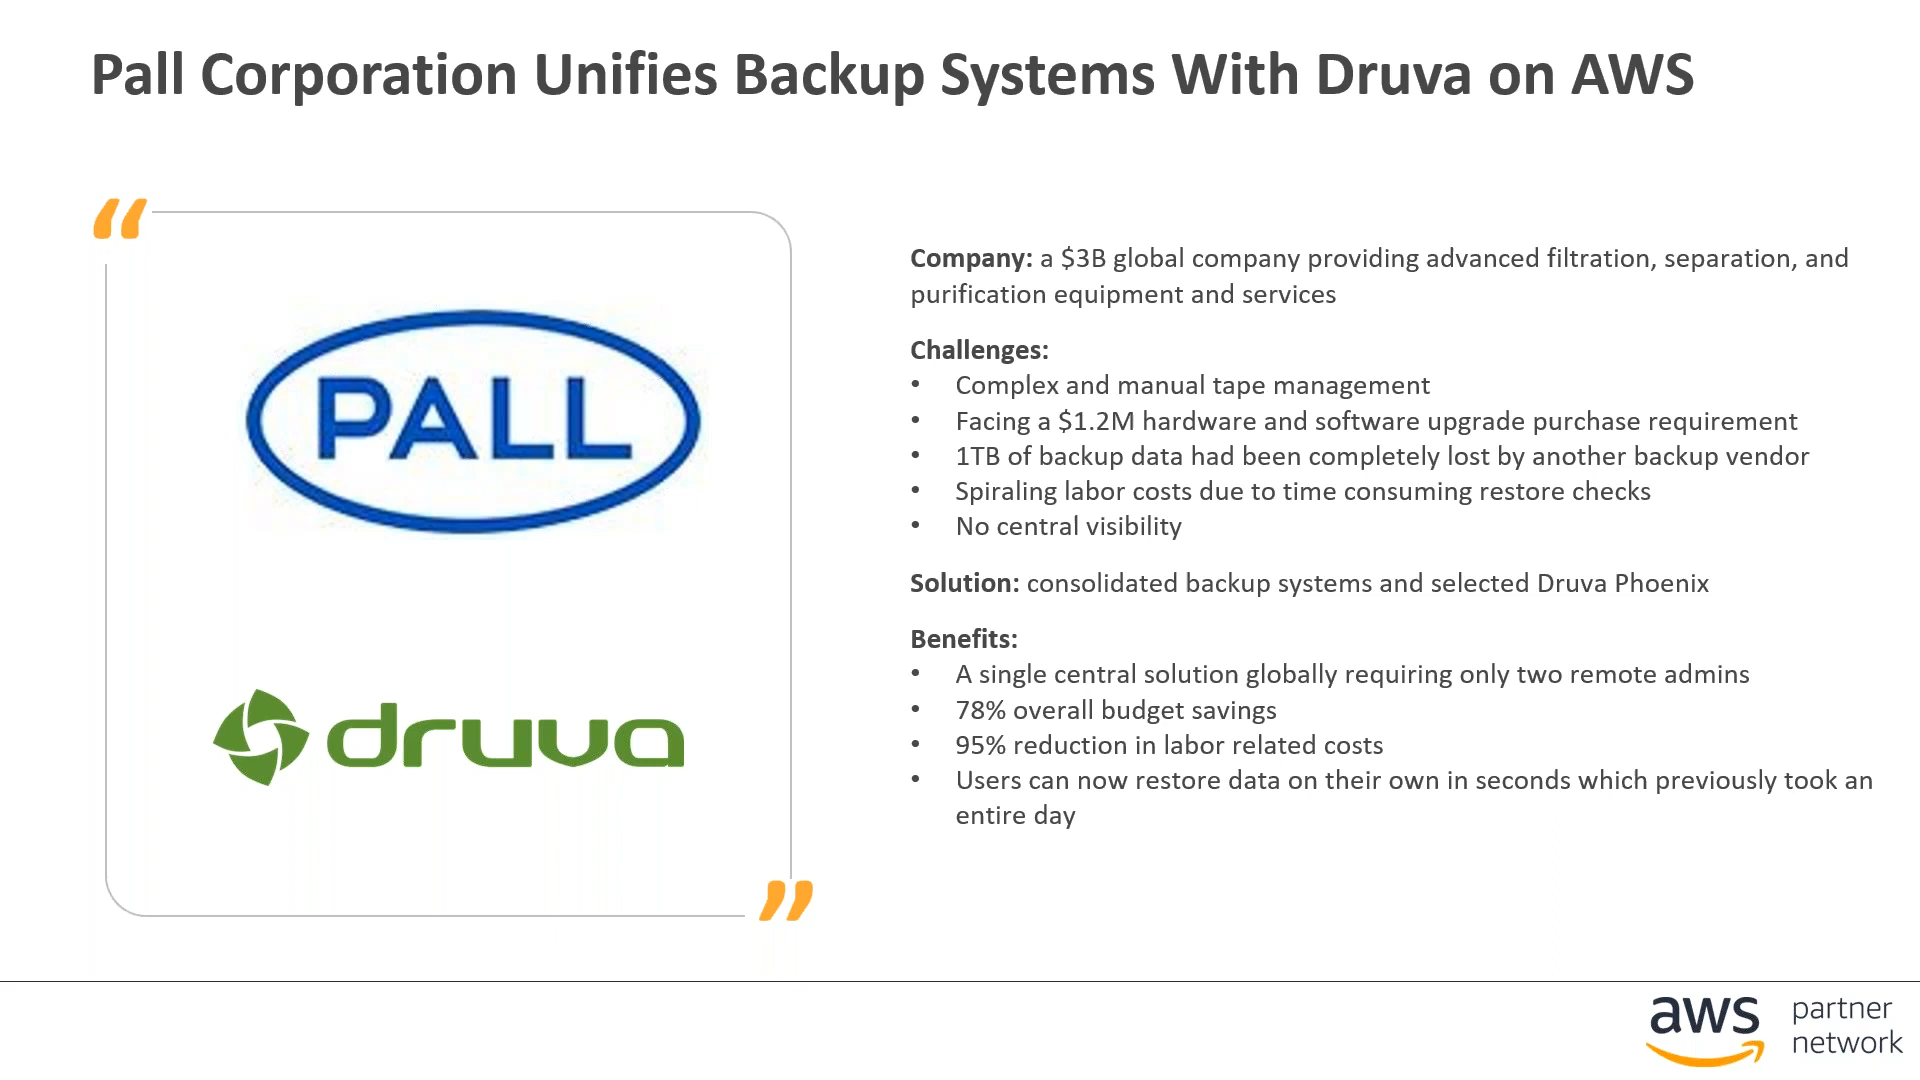 Pall Corporation Unifies Backup Systems With Druva on AWS
“
PALL
druva
”
Company: a $3B global company providing advanced filtration, separation, and
purification equipment and services
Challenges:
• Complex and manual tape management
• Facing a $1.2M hardware and software upgrade purchase requirement
• 1TB of backup data had been completely lost by another backup vendor
• Spiraling labor costs due to time consuming restore checks
• No central visibility
Solution: consolidated backup systems and selected Druva Phoenix
Benefits:
• A single central solution globally requiring only two remote admins
• 78% overall budget savings
• 95% reduction in labor related costs
• Users can now restore data on their own in seconds which previously took an
entire day
aws
partner
network